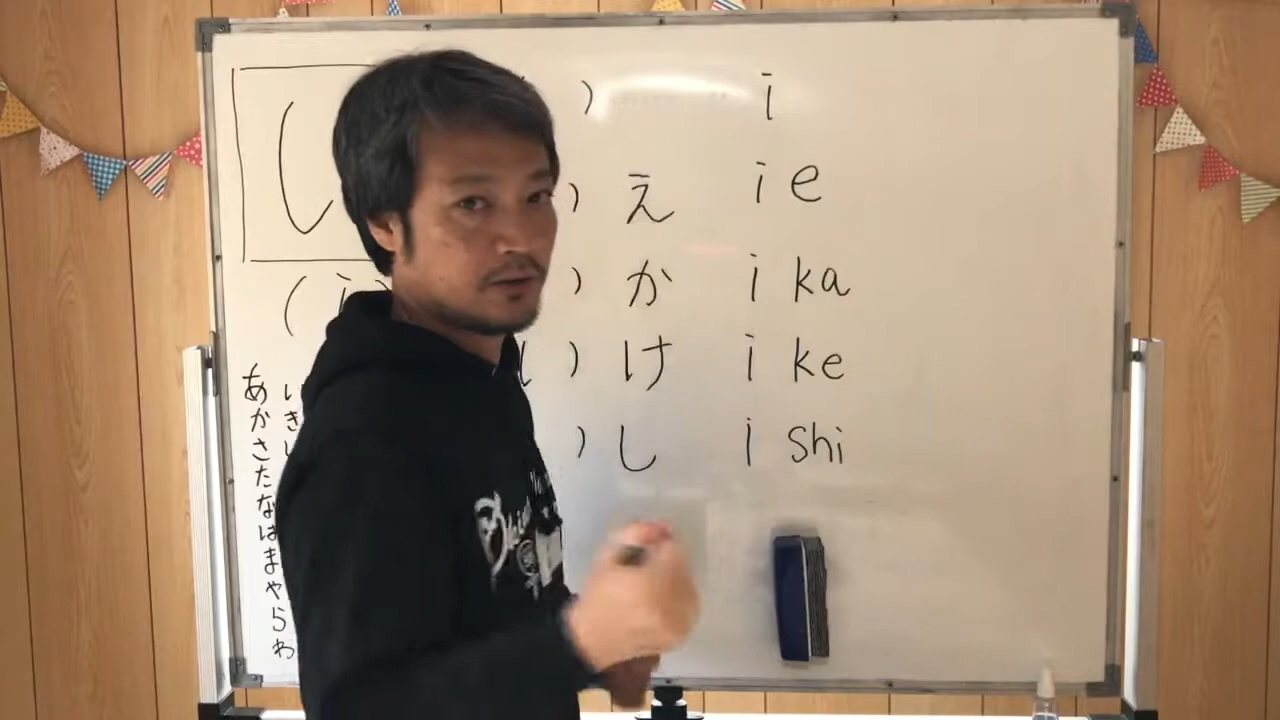 い
(i)
い i
いえ ie
いか ika
いけ ike
いし ishi
あかさたなはまやらわ
いきし